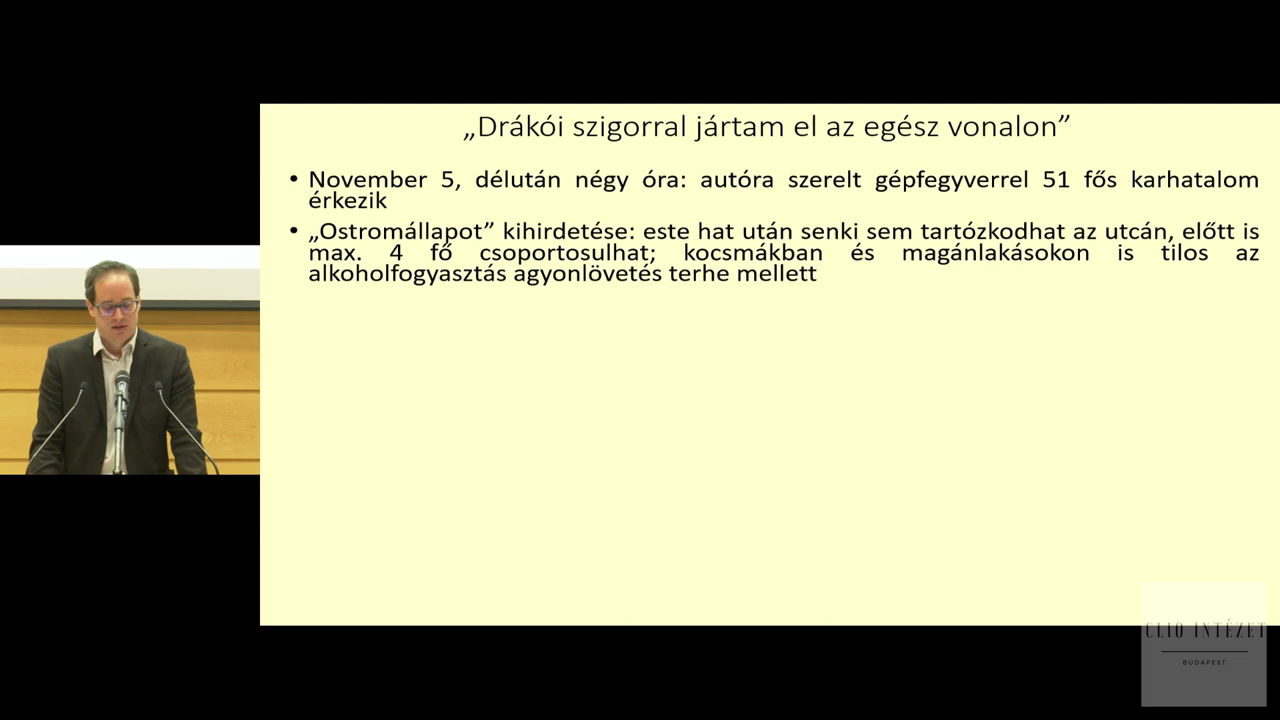 „Drákói szigorral jártam el az egész vonalon”
• November 5, délután négy óra: autóra szerelt gépfegyverrel 51 fős karhatalom
érkezik
• „Ostromállapot” kihirdetése: este hat után senki sem tartózkodhat az utcán, előtt is
max. 4 fő csoportosulhat; kocsmákban és magánlakásokon is tilos az
alkoholfogyasztás agyonlövetés terhe mellett
CLIO INTÉZET
BUDAPEST